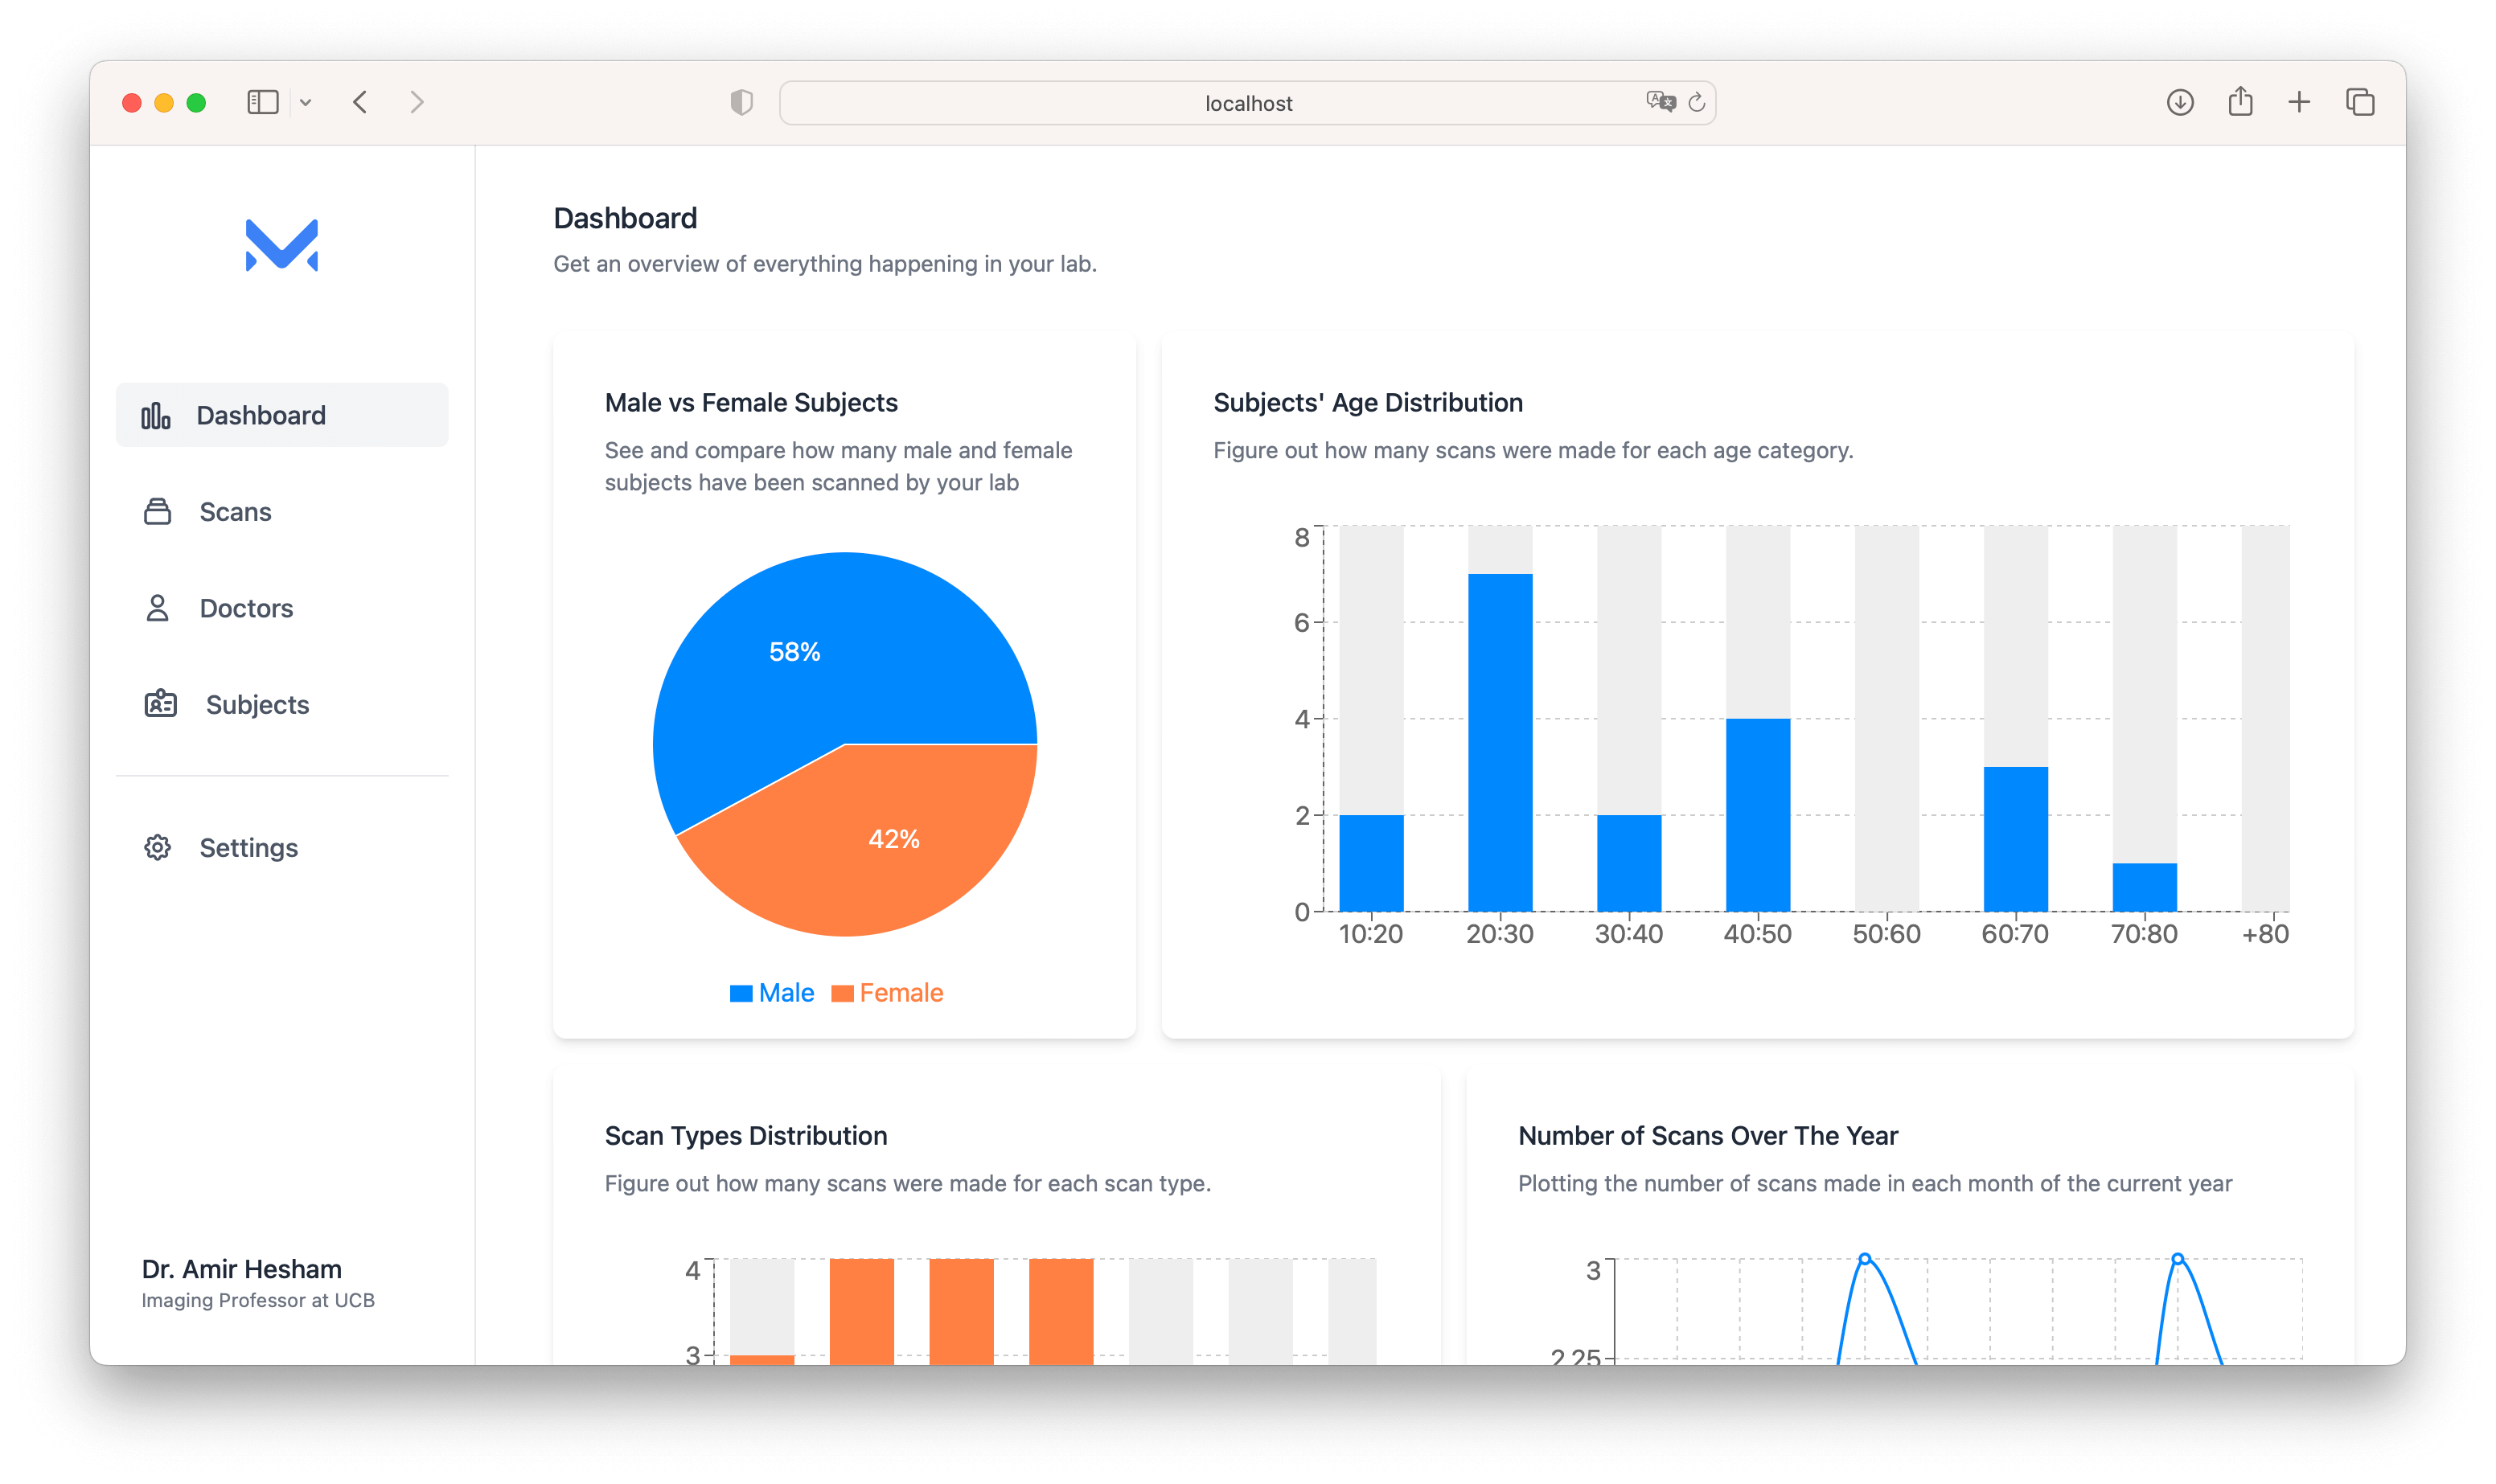 localhost
Dashboard
Scans
Doctors
Subjects
Settings
Dr. Amir Hesham
Imaging Professor at UCB
Dashboard
Get an overview of everything happening in your lab.
Male vs Female Subjects
See and compare how many male and female
subjects have been scanned by your lab
58%
42%
Male Female
Subjects' Age Distribution
Figure out how many scans were made for each age category.
8
6
4
2
0
10:20 20:30 30:40 40:50 50:60 60:70 70:80 +80
Scan Types Distribution
Figure out how many scans were made for each scan type.
4
3
Number of Scans Over The Year
Plotting the number of scans made in each month of the current year
3
2.25